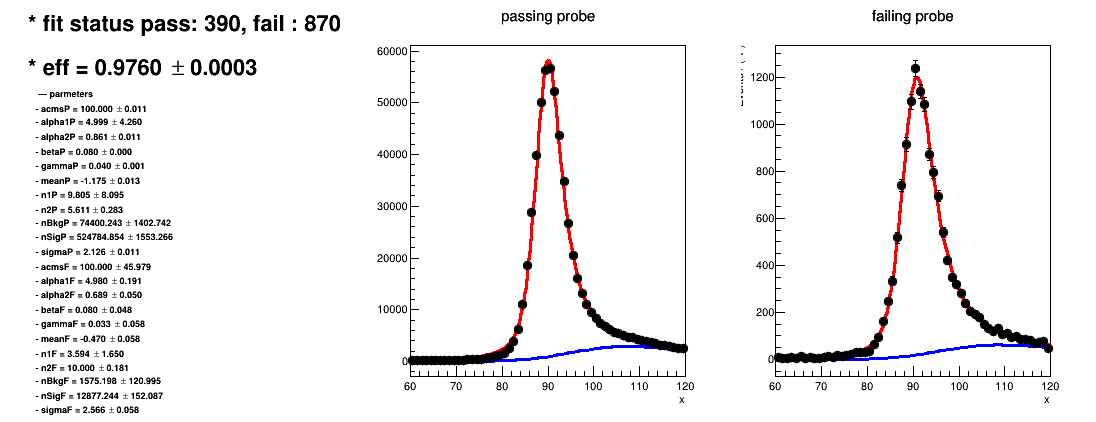 * fit status pass: 390, fail : 870
* eff = 0.9760 ± 0.0003
--- parmeters
- acmsP = 100.000 ± 0.011
- alpha1P = 4.999 ± 4.260
- alpha2P = 0.861 ± 0.011
- betaP = 0.080 ± 0.000
- gammaP = 0.040 ± 0.001
- meanP = -1.175 ± 0.013
- n1P = 9.805 ± 8.095
- n2P = 5.611 ± 0.283
- nBkgP = 74400.243 ± 1402.742
- nSigP = 524784.854 ± 1553.266
- sigmaP = 2.126 ± 0.011
- acmsF = 100.000 ± 45.979
- alpha1F = 4.980 ± 0.191
- alpha2F = 0.689 ± 0.050
- betaF = 0.080 ± 0.048
- gammaF = 0.033 ± 0.058
- meanF = -0.470 ± 0.058
- n1F = 3.594 ± 1.650
- n2F = 10.000 ± 0.181
- nBkgF = 1575.198 ± 120.995
- nSigF = 12877.244 ± 152.087
- sigmaF = 2.566 ± 0.058
passing probe
60000
50000
40000
30000
20000
10000
0
60 70 80 90 100 110 120
x
failing probe
1200
1000
800
600
400
200
0
60 70 80 90 100 110 120
x